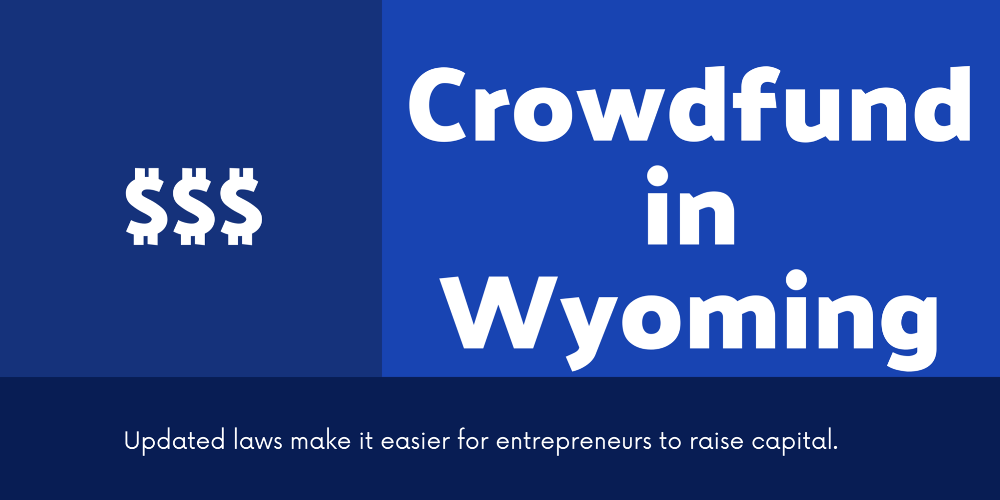 $$$
Crowdfund
in
Wyoming
Updated laws make it easier for entrepreneurs to raise capital.